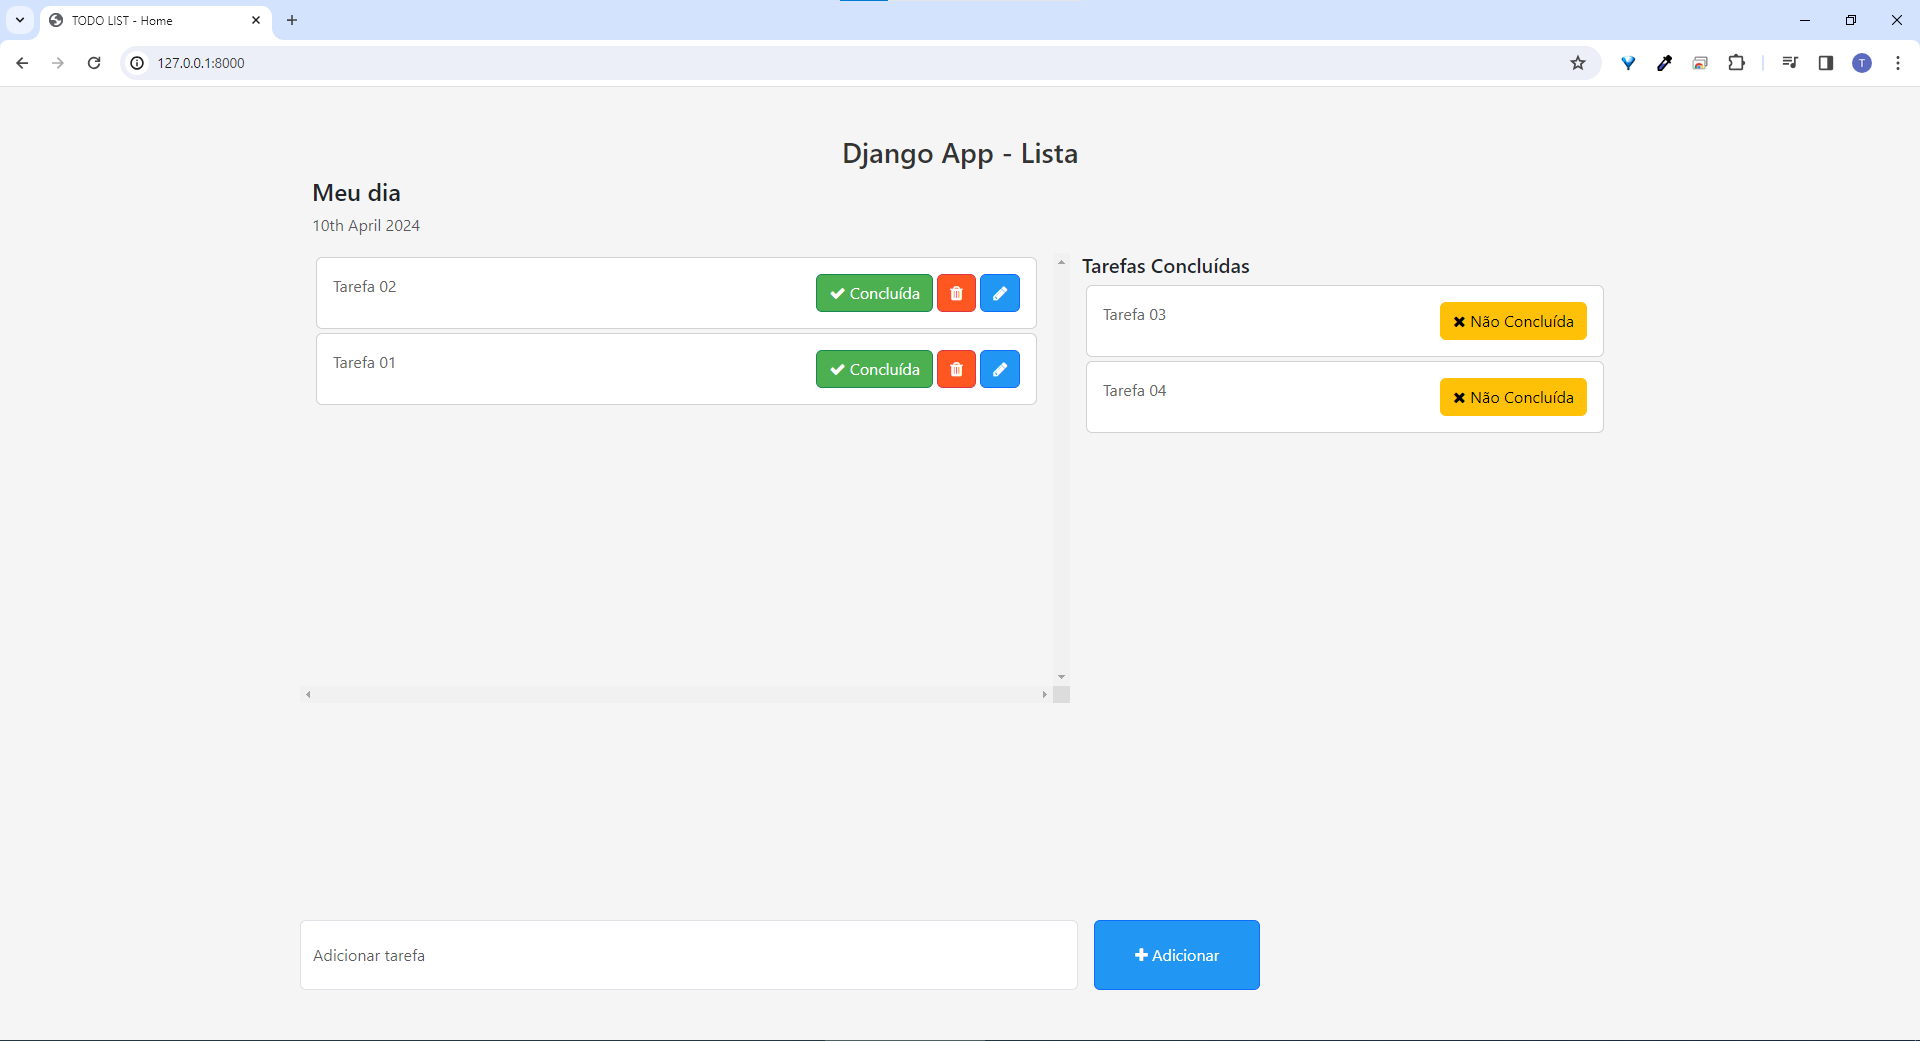 TODO LIST - Home
127.0.0.1:8000
T
Django App - Lista
Meu dia
10th April 2024
Tarefa 02
Concluída
Tarefa 01
Concluída
Tarefas Concluídas
Tarefa 03
Não Concluída
Tarefa 04
Não Concluída
Adicionar tarefa
Adicionar